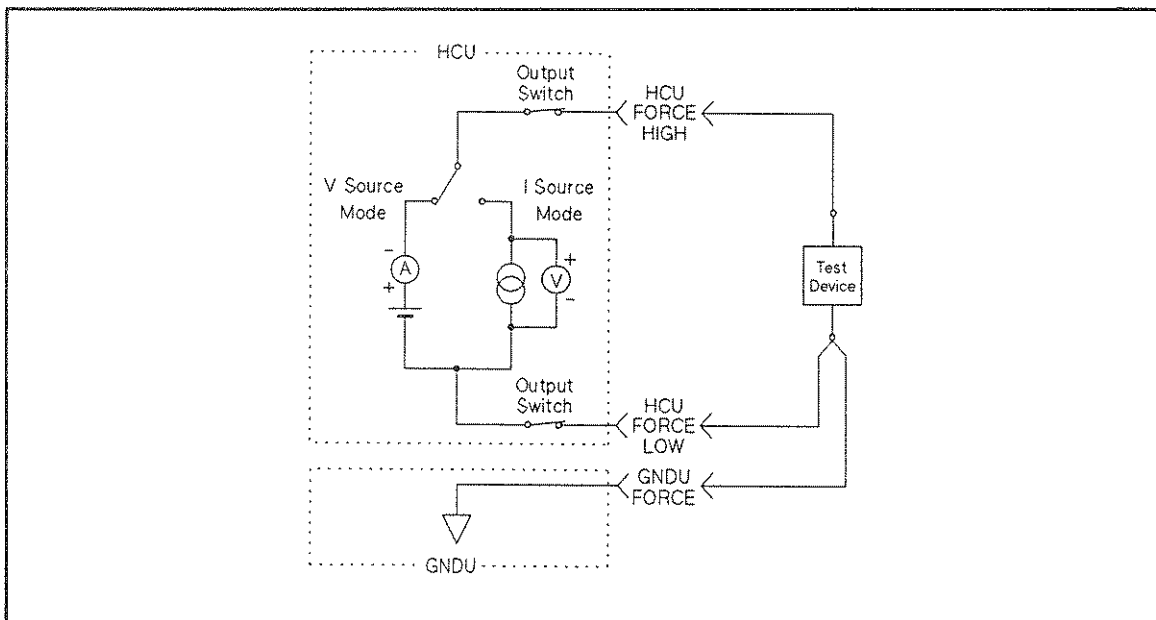 HCU
Output
Switch
HCU
FORCE
HIGH
V Source
Mode
I Source
Mode
-
A
+
+
V
-
Test
Device
Output
Switch
HCU
FORCE
LOW
GNDU
FORCE
GNDU